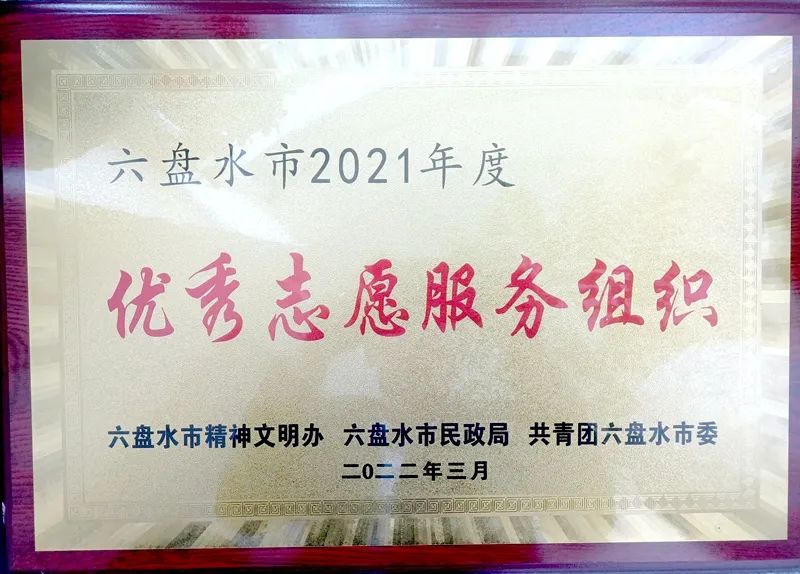 六盘水市2021年度
优秀志愿服务组织
六盘水市精神文明办 六盘水市民政局 共青团六盘水市委
二0二二年三月